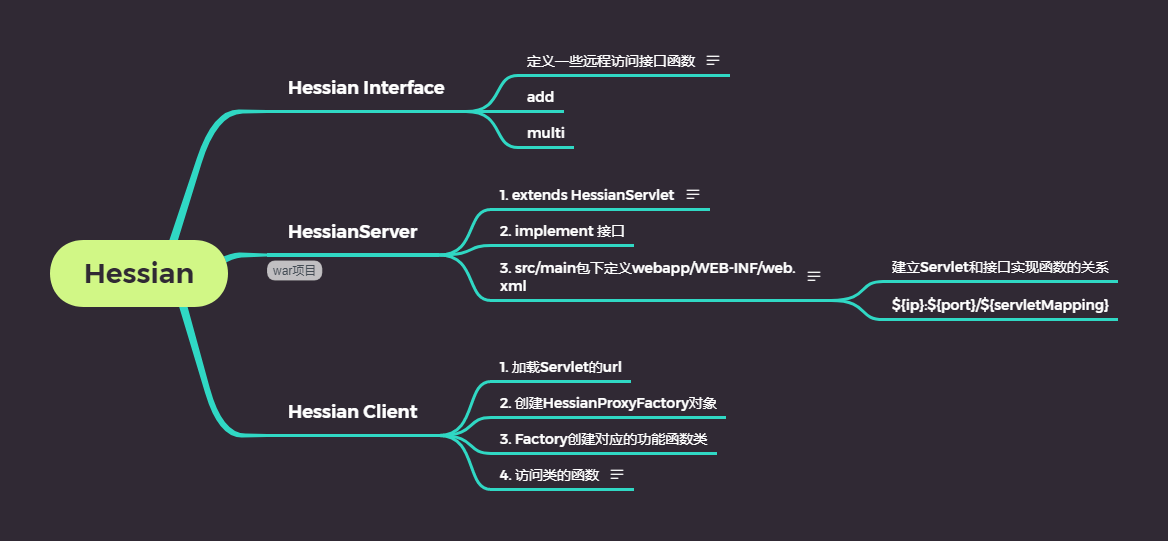 Hessian
Hessian Interface
定义一些远程访问接口函数
add
multi
HessianServer
war项目
1. extends HessianServlet
2. implement 接口
3. src/main包下定义webapp/WEB-INF/web.
xml
建立Servlet和接口实现函数的关系
${ip}:${port}/${servletMapping}
Hessian Client
1. 加载Servlet的url
2. 创建HessianProxyFactory对象
3. Factory创建对应的功能函数类
4. 访问类的函数